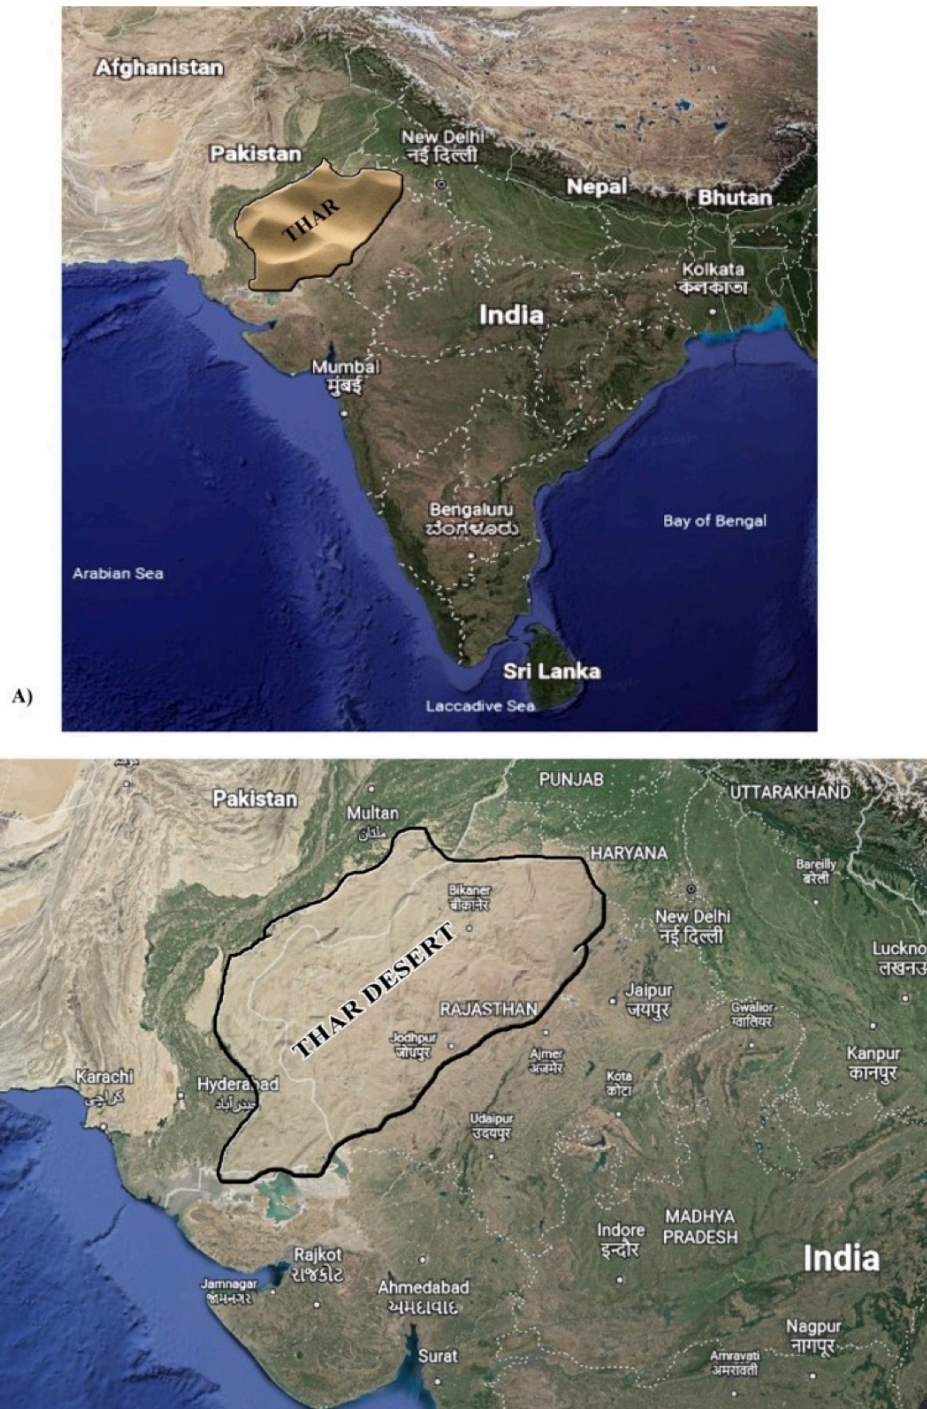 Afghanistan
Pakistan
New Delhi
नई दिल्ली
THAR
Nepal
Bhutan
Kolkata
কলকাতা
India
Mumbai
मुंबई
Bengaluru
ಬೆಂಗಳೂರು
Bay of Bengal
Arabian Sea
Sri Lanka
A)
Laccadive Sea
Pakistan
PUNJAB
UTTARAKHAND
Multan
ملتان
HARYANA
Bareilly
बरेली
Bikaner
बीकानेर
New Delhi
नई दिल्ली
THAR DESERT
Jaipur
जयपुर
RAJASTHAN
Gwalior
ग्वालियर
Jodhpur
जोधपुर
Ajmer
अजमेर
Kanpur
कानपुर
Karachi
کراچی
Hyderabad
حیدرآباد
Kota
कोटा
Udaipur
उदयपुर
Indore
इन्दौर
MADHYA
PRADESH
India
Rajkot
રાજકોટ
Jamnagar
જામનગર
Ahmedabad
અમદાવાદ
Nagpur
नागपूर
Surat
Amravati
अमरावती